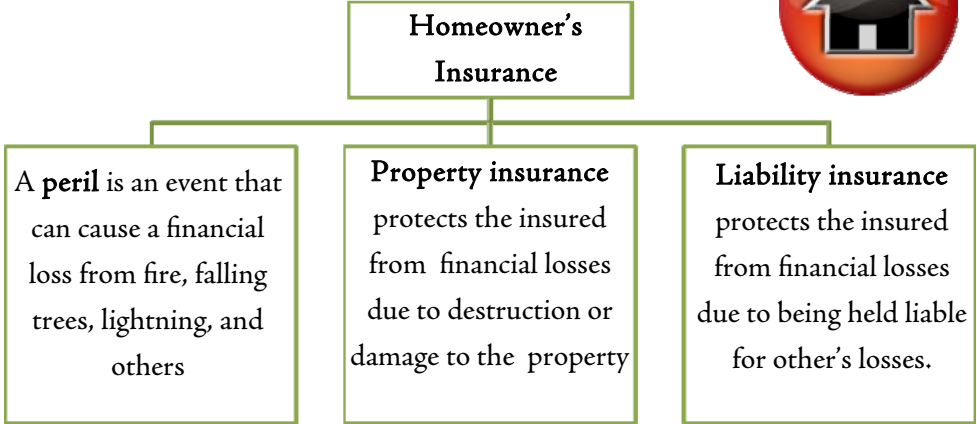 Homeowner's
Insurance
A peril is an event that
can cause a financial
loss from fire, falling
trees, lightning, and
others
Property insurance
protects the insured
from financial losses
due to destruction or
damage to the property
Liability insurance
protects the insured
from financial losses
due to being held liable
for other's losses.